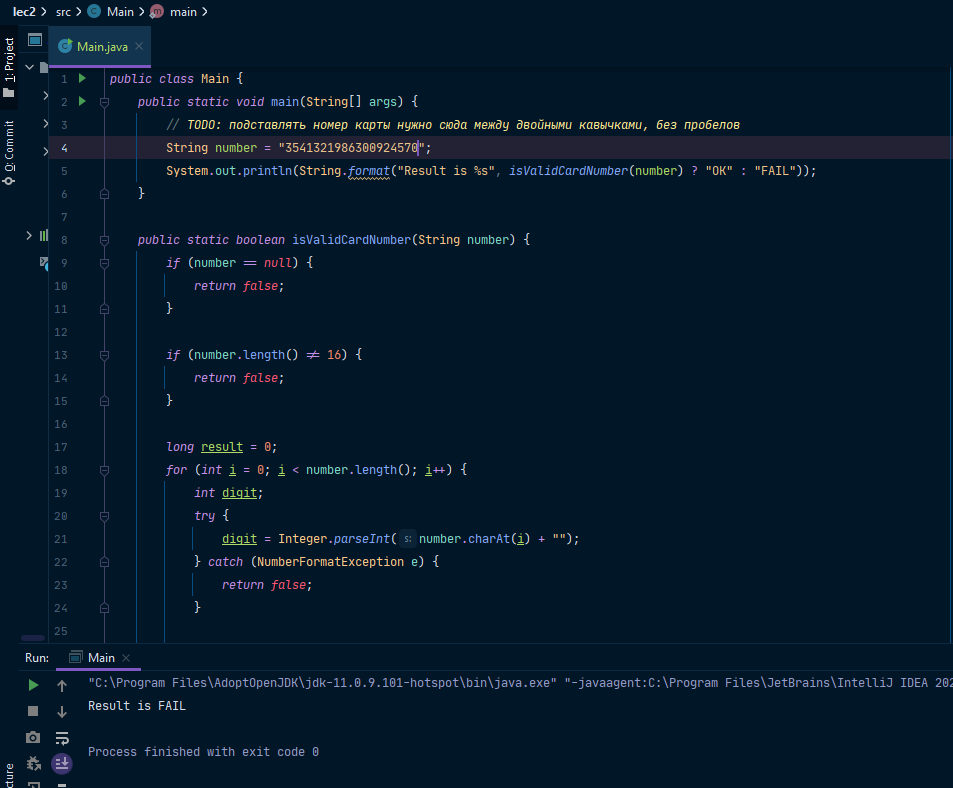 lec2 > src > Main > main >
1: Project
0: Commit
Main.java ×
1 public class Main {
2 public static void main(String[] args) {
3 // TODO: подставлять номер карты нужно сюда между двойными кавычками, без пробелов
4 String number = "3541321986300924570";
5 System.out.println(String.format("Result is %s", isValidCardNumber(number) ? "OK" : "FAIL"));
6 }
7
8 public static boolean isValidCardNumber(String number) {
9 if (number == null) {
10 return false;
11 }
12
13 if (number.length() != 16) {
14 return false;
15 }
16
17 long result = 0;
18 for (int i = 0; i < number.length(); i++) {
19 int digit;
20 try {
21 digit = Integer.parseInt( s: number.charAt(i) + "");
22 } catch (NumberFormatException e) {
23 return false;
24 }
25
Run: Main ×
"C:\Program Files\AdoptOpenJDK\jdk-11.0.9.101-hotspot\bin\java.exe" "-javaagent:C:\Program Files\JetBrains\IntelliJ IDEA 202
Result is FAIL
Process finished with exit code 0
cture